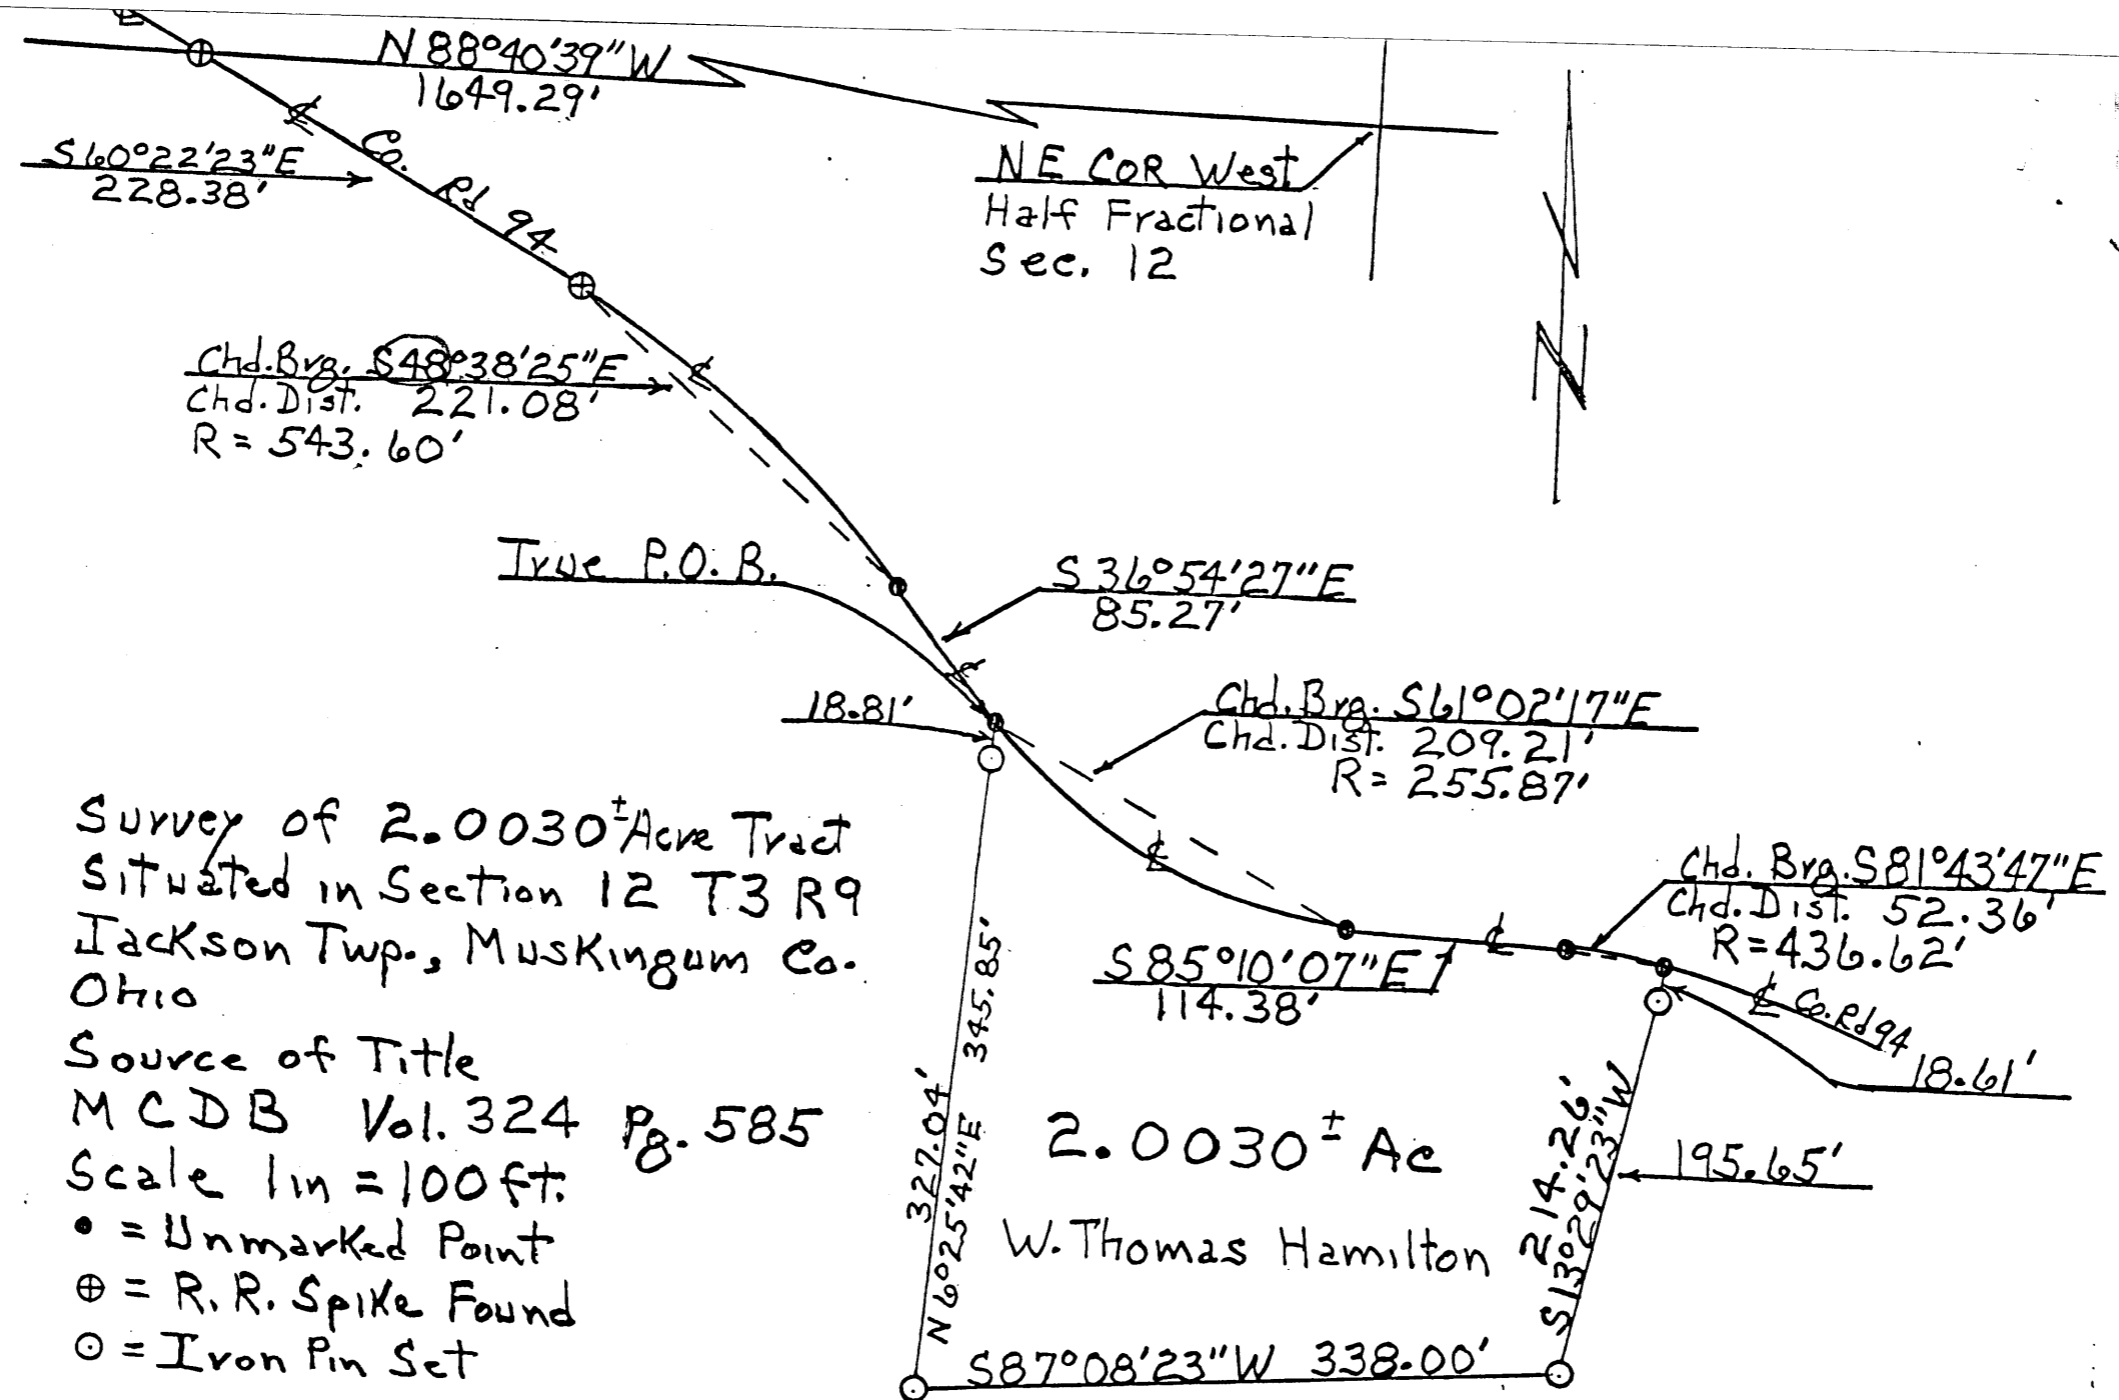 N 88°40'39" W
1649.29'
℄
℄
S60°22'23"E
228.38'
Co. Rd 94
NE COR West
Half Fractional
Sec. 12
N
Chd. Brg. S48°38'25"E
Chd. Dist. 221.08'
R = 543.60'
℄
True P.O.B.
S 36°54'27"E
85.27'
℄
18.81'
Chd. Brg. S61°02'17"E
Chd. Dist. 209.21'
R= 255.87'
℄
Chd. Brg. S81°43'47"E
Chd. Dist. 52.36'
R=436.62'
S 85°10'07"E
114.38'
℄
℄ Co. Rd 94
18.61'
Survey of 2.0030± Acre Tract
Situated in Section 12 T3 R9
Jackson Twp., Muskingum Co.
Ohio
Source of Title
MCDB Vol. 324 Pg. 585
Scale 1in = 100 ft.
• = Unmarked Point
⊕ = R.R. Spike Found
⊙ = Iron Pin Set
327.04'
345.85'
N 6°25'42"E
2.0030± Ac
W. Thomas Hamilton
214.26'
S 13°29'23"W
195.65'
S87°08'23"W 338.00'